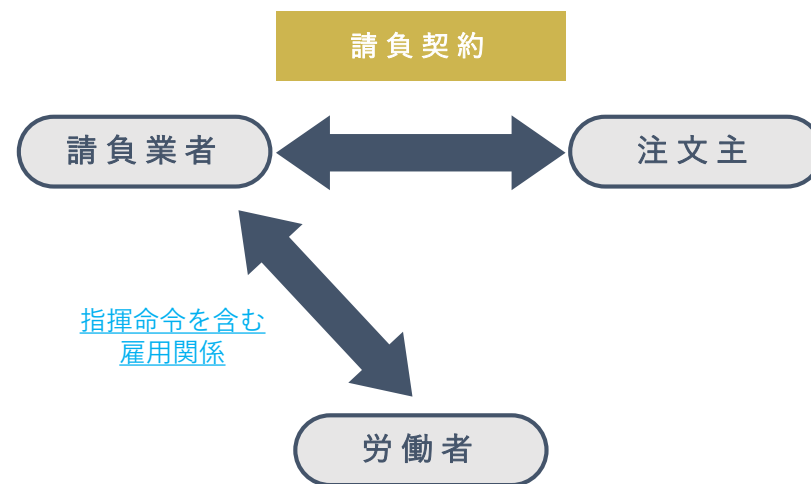 請負契約
請負業者
注文主
指揮命令を含む
雇用関係
労働者